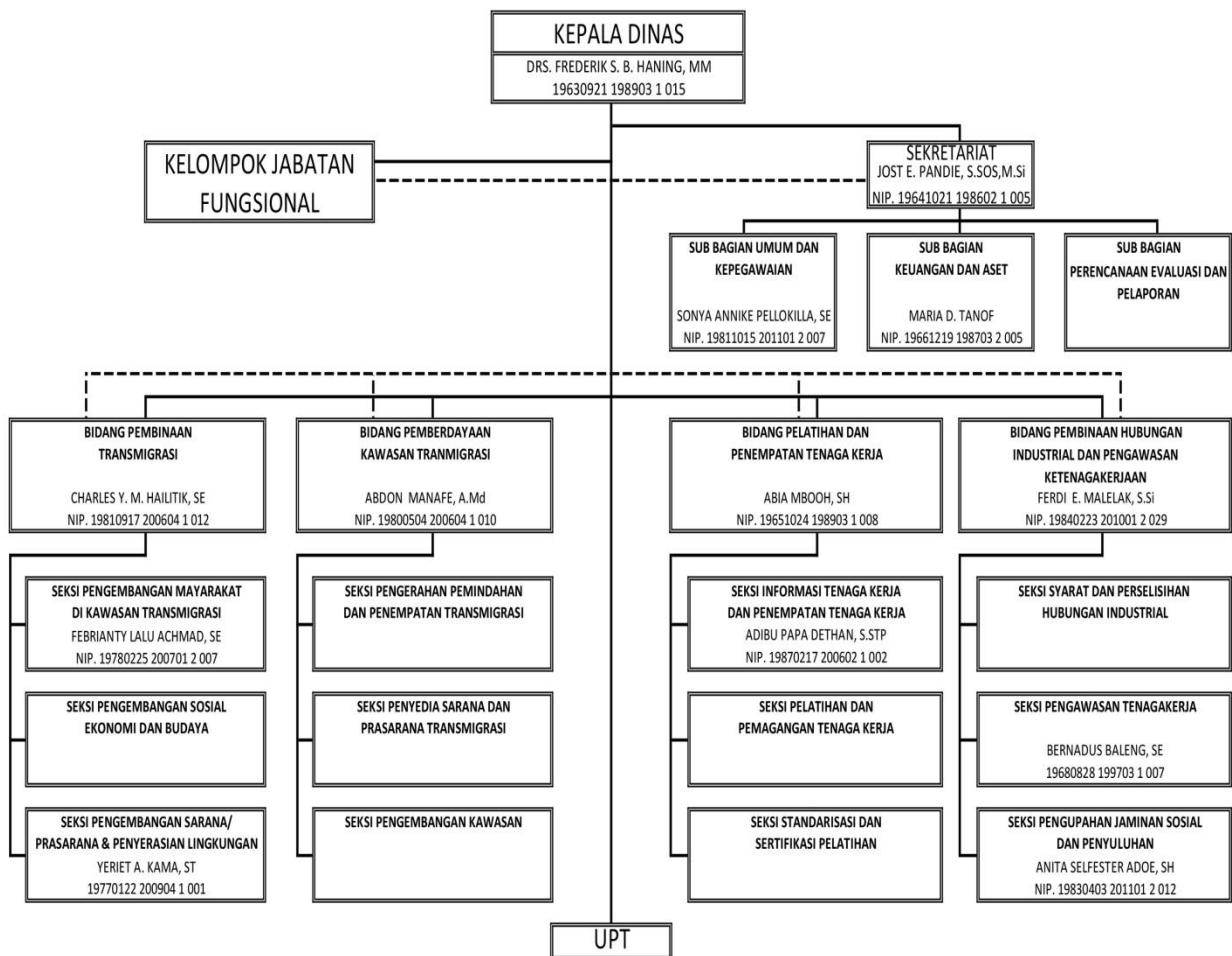 KEPALA DINAS
DRS. FREDERIK S. B. HANING, MM
19630921 198903 1 015
KELOMPOK JABATAN
FUNGSIONAL
SEKRETARIAT
JOST E. PANDIE, S.SOS,M.Si
NIP. 19641021 198602 1 005
SUB BAGIAN UMUM DAN
KEPEGAWAIAN
SONYA ANNIKE PELLOKILLA, SE
NIP. 19811015 201101 2 007
SUB BAGIAN
KEUANGAN DAN ASET
MARIA D. TANOF
NIP. 19661219 198703 2 005
SUB BAGIAN
PERENCANAAN EVALUASI DAN
PELAPORAN
BIDANG PEMBINAAN
TRANSMIGRASI
CHARLES Y. M. HAILITIK, SE
NIP. 19810917 200604 1 012
BIDANG PEMBERDAYAAN
KAWASAN TRANMIGRASI
ABDON MANAFE, A.Md
NIP. 19800504 200604 1 010
BIDANG PELATIHAN DAN
PENEMPATAN TENAGA KERJA
ABIA MBOOH, SH
NIP. 19651024 198903 1 008
BIDANG PEMBINAAN HUBUNGAN
INDUSTRIAL DAN PENGAWASAN
KETENAGAKERJAAN
FERDI E. MALELAK, S.Si
NIP. 19840223 201001 2 029
SEKSI PENGEMBANGAN MAYARAKAT
DI KAWASAN TRANSMIGRASI
FEBRIANTY LALU ACHMAD, SE
NIP. 19780225 200701 2 007
SEKSI PENGERAHAN PEMINDAHAN
DAN PENEMPATAN TRANSMIGRASI
SEKSI INFORMASI TENAGA KERJA
DAN PENEMPATAN TENAGA KERJA
ADIBU PAPA DETHAN, S.STP
NIP. 19870217 200602 1 002
SEKSI SYARAT DAN PERSELISIHAN
HUBUNGAN INDUSTRIAL
SEKSI PENGEMBANGAN SOSIAL
EKONOMI DAN BUDAYA
SEKSI PENYEDIA SARANA DAN
PRASARANA TRANSMIGRASI
SEKSI PELATIHAN DAN
PEMAGANGAN TENAGA KERJA
SEKSI PENGAWASAN TENAGAKERJA
BERNADUS BALENG, SE
19680828 199703 1 007
SEKSI PENGEMBANGAN SARANA/
PRASARANA & PENYERASIAN LINGKUNGAN
YERIET A. KAMA, ST
19770122 200904 1 001
SEKSI PENGEMBANGAN KAWASAN
SEKSI STANDARISASI DAN
SERTIFIKASI PELATIHAN
SEKSI PENGUPAHAN JAMINAN SOSIAL
DAN PENYULUHAN
ANITA SELFESTER ADOE, SH
NIP. 19830403 201101 2 012
UPT